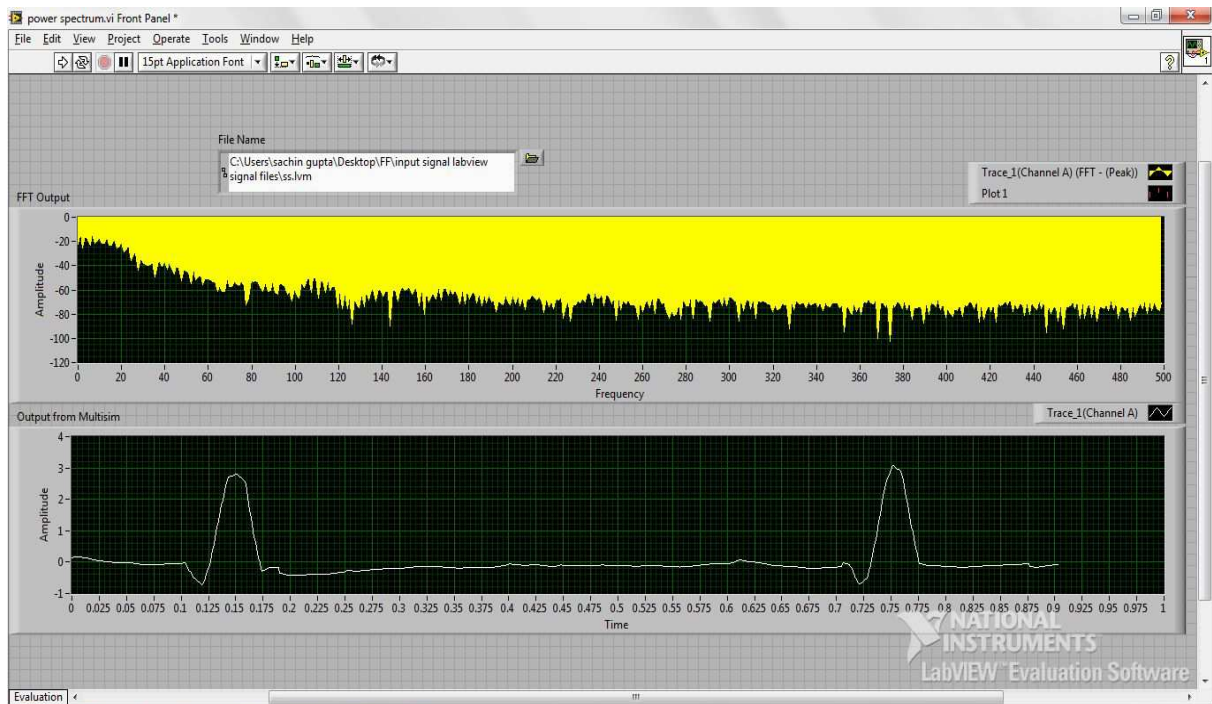 power spectrum.vi Front Panel *
File Edit View Project Operate Tools Window Help
15pt Application Font
1
File Name
C:\Users\sachin gupta\Desktop\FF\input signal labview
signal files\ss.lvm
Trace_1(Channel A) (FFT - (Peak))
Plot 1
FFT Output
0
-20
-40
-60
-80
-100
-120
Amplitude
0 20 40 60 80 100 120 140 160 180 200 220 240 260 280 300 320 340 360 380 400 420 440 460 480 500
Frequency
Output from Multisim
Trace_1(Channel A)
4
3
2
1
0
-1
Amplitude
0 0.025 0.05 0.075 0.1 0.125 0.15 0.175 0.2 0.225 0.25 0.275 0.3 0.325 0.35 0.375 0.4 0.425 0.45 0.475 0.5 0.525 0.55 0.575 0.6 0.625 0.65 0.675 0.7 0.725 0.75 0.775 0.8 0.825 0.85 0.875 0.9 0.925 0.95 0.975 1
Time
NATIONAL
INSTRUMENTS
LabVIEW™ Evaluation Software
Evaluation